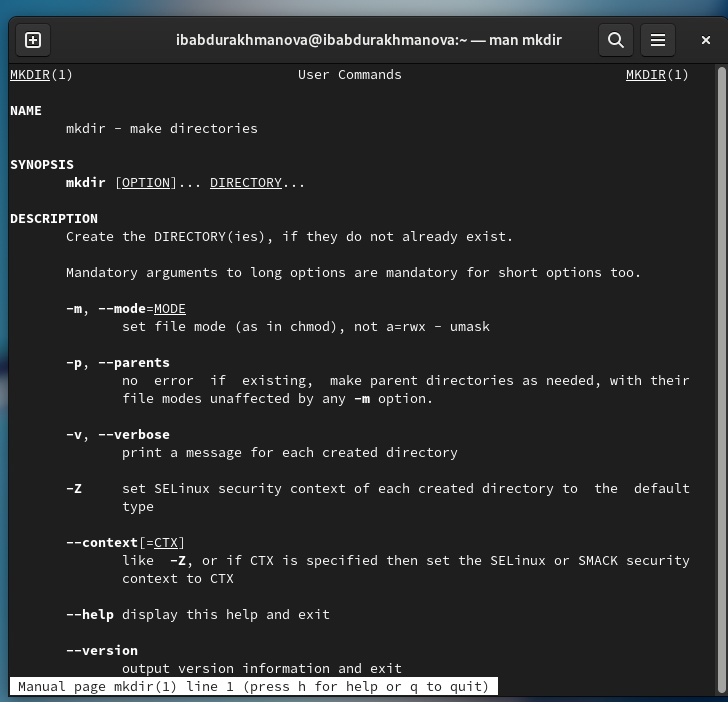 ibabdurakhmanova@ibabdurakhmanova:~ — man mkdir
MKDIR(1) User Commands MKDIR(1)
NAME
mkdir - make directories
SYNOPSIS
mkdir [OPTION]... DIRECTORY...
DESCRIPTION
Create the DIRECTORY(ies), if they do not already exist.
Mandatory arguments to long options are mandatory for short options too.
-m, --mode=MODE
set file mode (as in chmod), not a=rwx - umask
-p, --parents
no error if existing, make parent directories as needed, with their
file modes unaffected by any -m option.
-v, --verbose
print a message for each created directory
-Z set SELinux security context of each created directory to the default
type
--context[=CTX]
like -Z, or if CTX is specified then set the SELinux or SMACK security
context to CTX
--help display this help and exit
--version
output version information and exit
Manual page mkdir(1) line 1 (press h for help or q to quit)